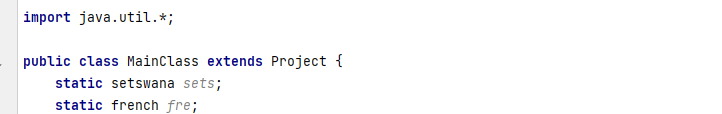 import java.util.*;
public class MainClass extends Project {
    static setswana sets;
    static french fre;